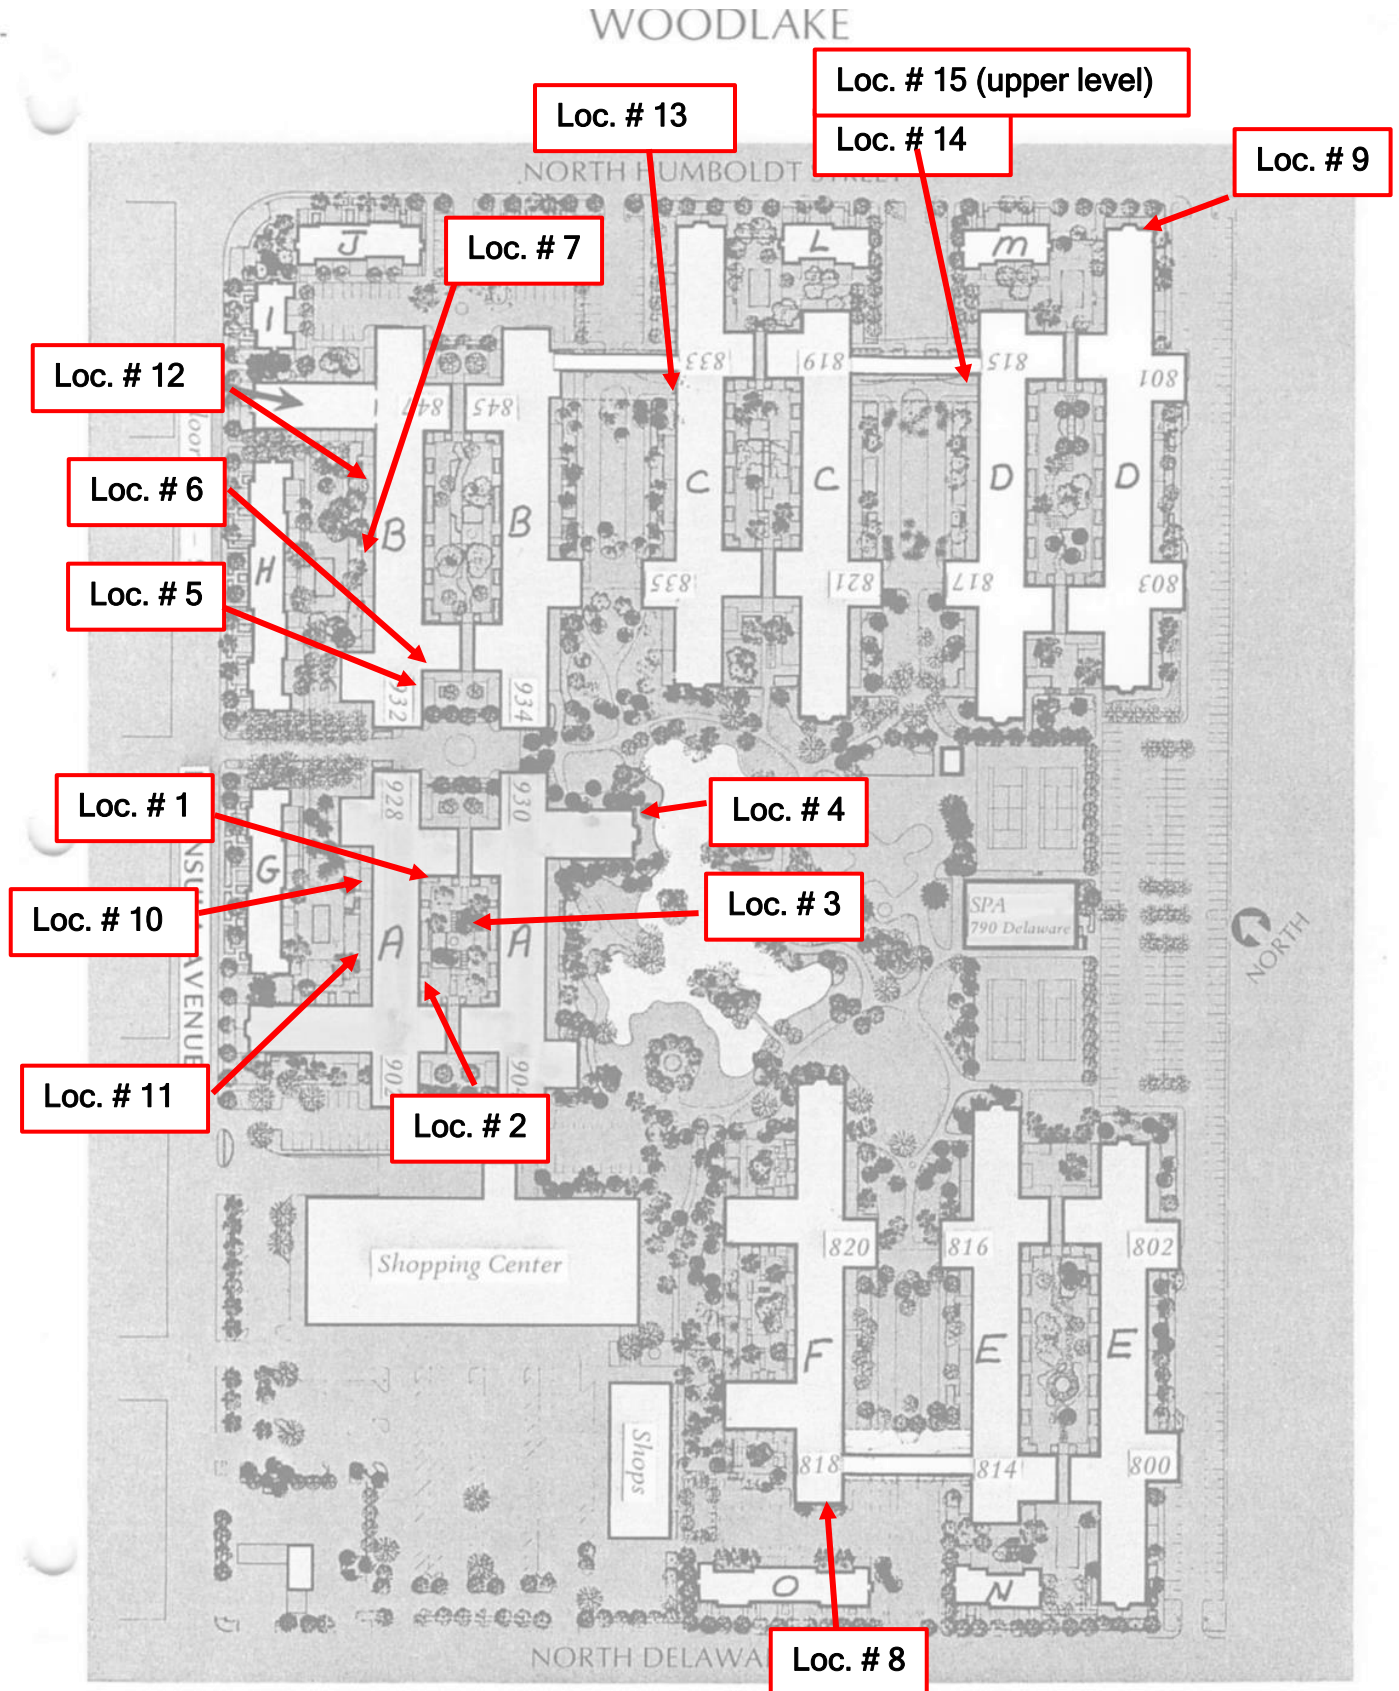 WOODLAKE
Loc. # 15 (upper level)
Loc. # 13
Loc. # 14
Loc. # 9
NORTH HUMBOLDT
J
L
m
Loc. # 7
I
833
819
815
801
Loc. # 12
847
845
Loc. # 6
C
C
D
D
B
B
H
Loc. # 5
835
821
817
803
932
934
Loc. # 1
928
930
Loc. # 4
G
Loc. # 3
SPA
790 Delaware
Loc. # 10
A
A
NORTH
AVENUE
Loc. # 11
Loc. # 2
820
816
802
Shopping Center
F
E
E
Shops
818
814
800
O
N
NORTH
Loc. # 8